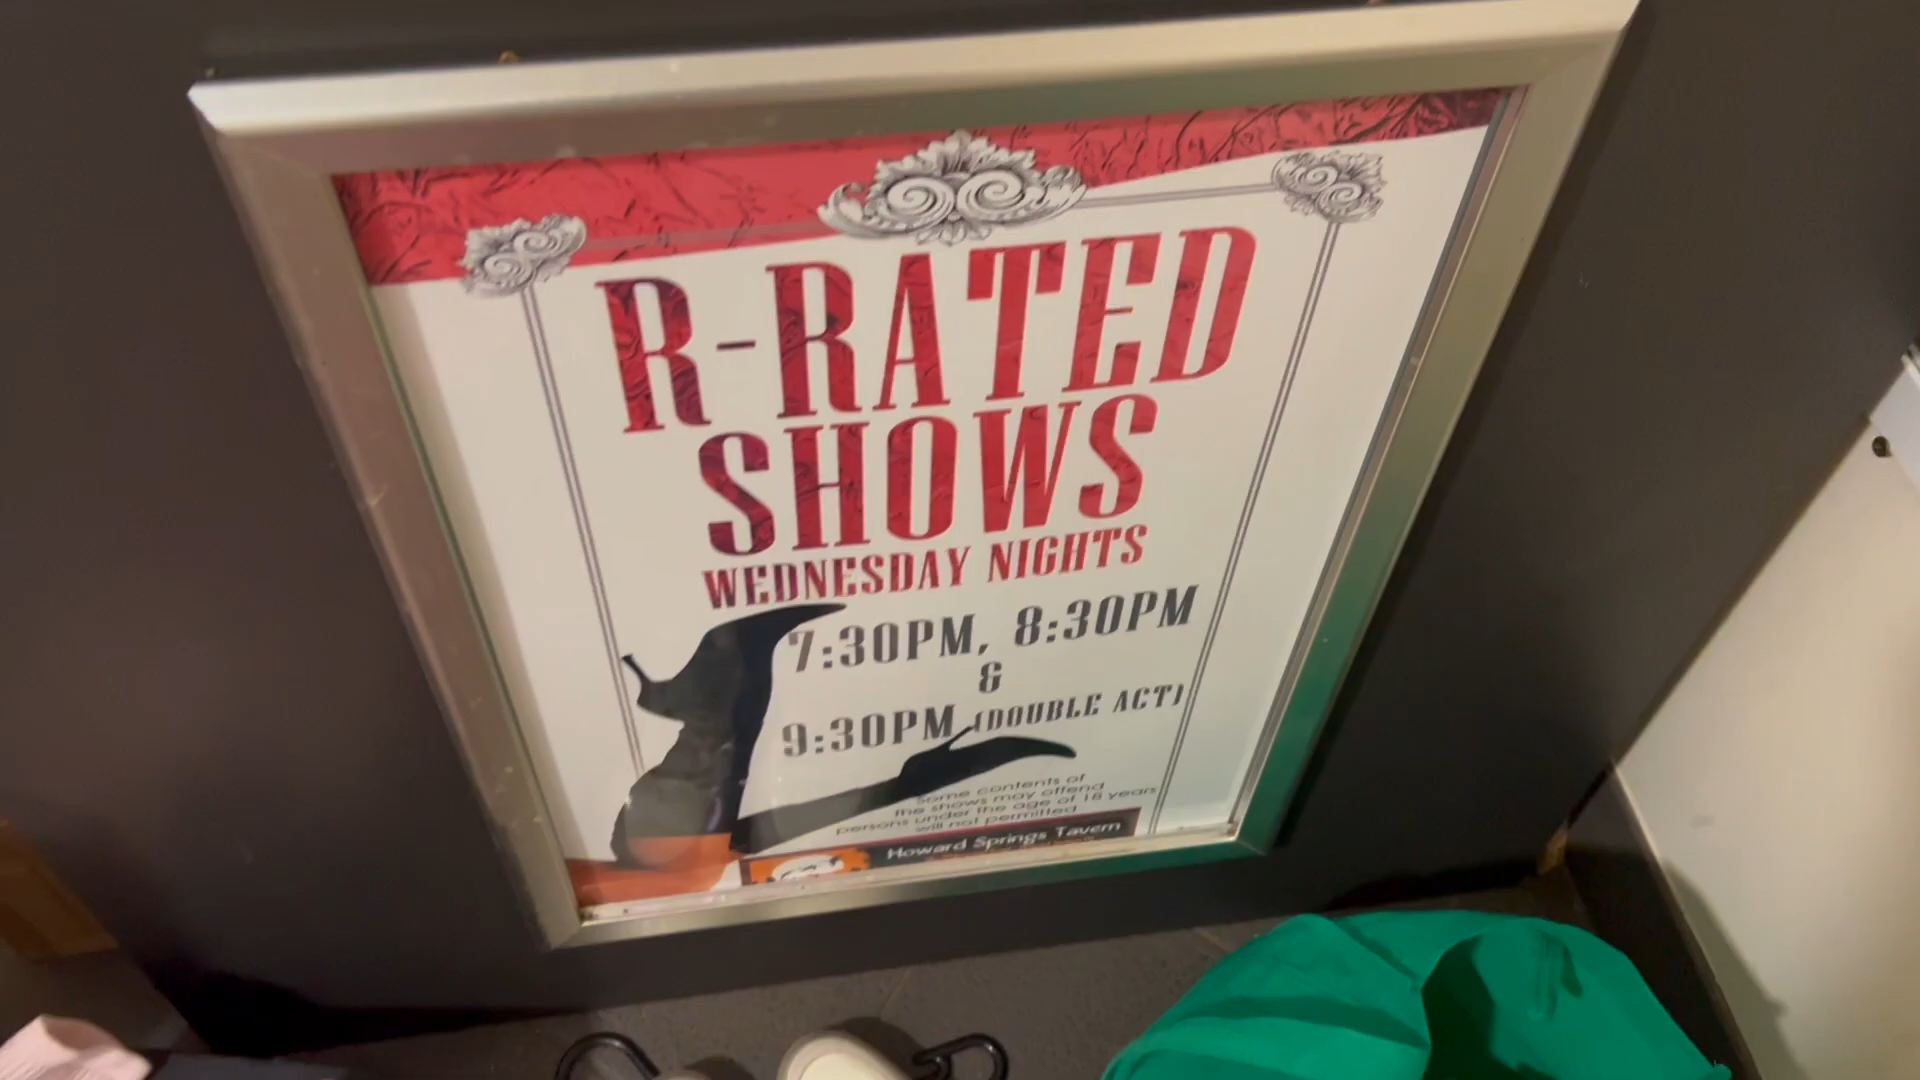 R-RATED
SHOWS
WEDNESDAY NIGHTS
7:30PM, 8:30PM
&
9:30PM (DOUBLE ACT)
Some contents of
the shows may offend
persons under the age of 18 years
will not permitted
Howard Springs Tavern